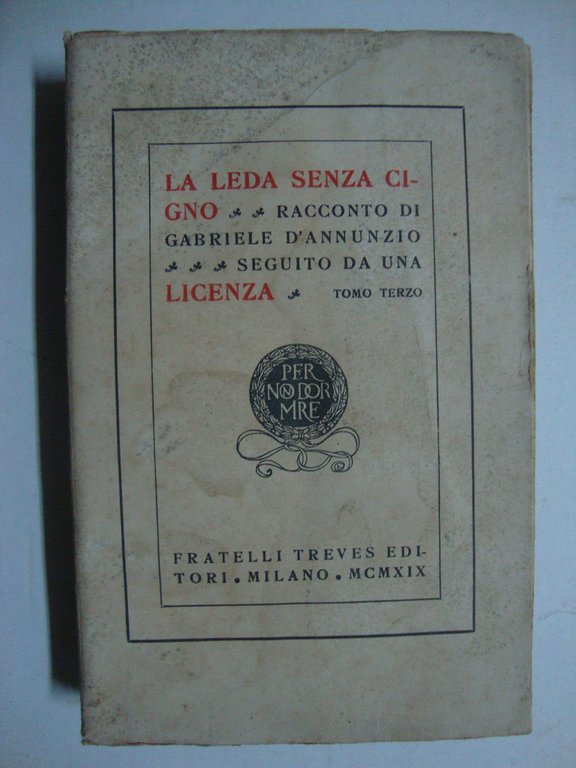 LA LEDA SENZA CI-
GNO RACCONTO DI
GABRIELE D'ANNUNZIO
SEGUITO DA UNA
LICENZA TOMO TERZO
PER
NON DOR
MIRE
FRATELLI TREVES EDI-
TORI . MILANO . MCMXIX